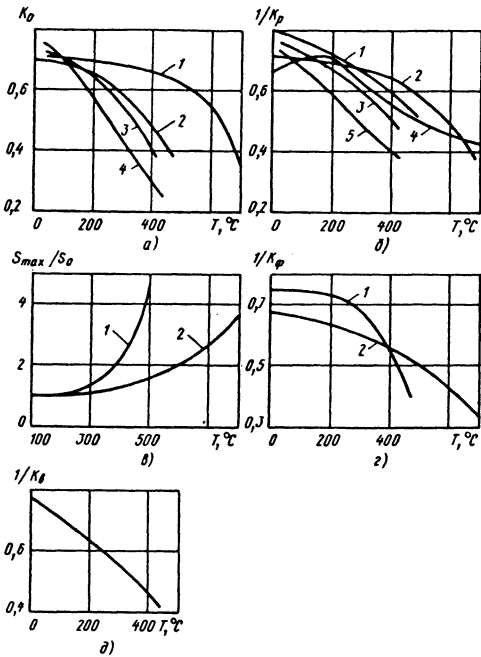 K₀ 1/Kр
0,6 1 2 3 4
0,6 1 2 3 4 5
0,4 0,4
0,2 0 200 400 T,°C
0,2 0 200 400 T,°C
а) б)
Smax /S₀ 1/Kф
4 1 2
0,7 1
2 0,5 2
0 0,3
100 300 500 T,°C 0 200 400 T,°C
в) г)
1/Kв
0,6
0,4
0 200 400 T,°C
д)